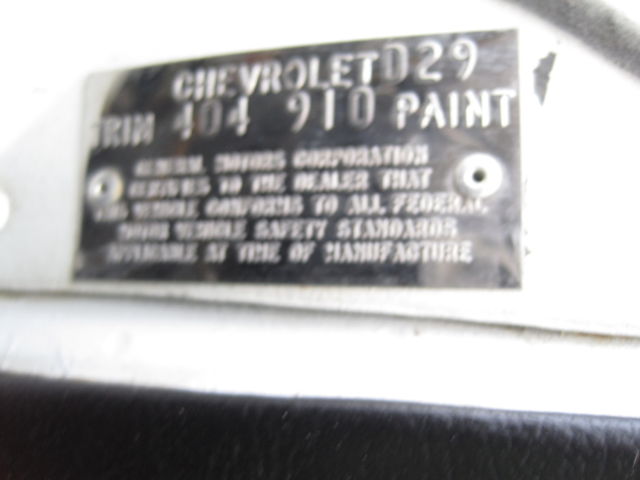 CHEVROLET D29
TRIM 404 910 PAINT
GENERAL MOTORS CORPORATION
CERTIFIES TO THE DEALER THAT
THIS VEHICLE CONFORMS TO ALL FEDERAL
MOTOR VEHICLE SAFETY STANDARDS
APPLICABLE AT TIME OF MANUFACTURE